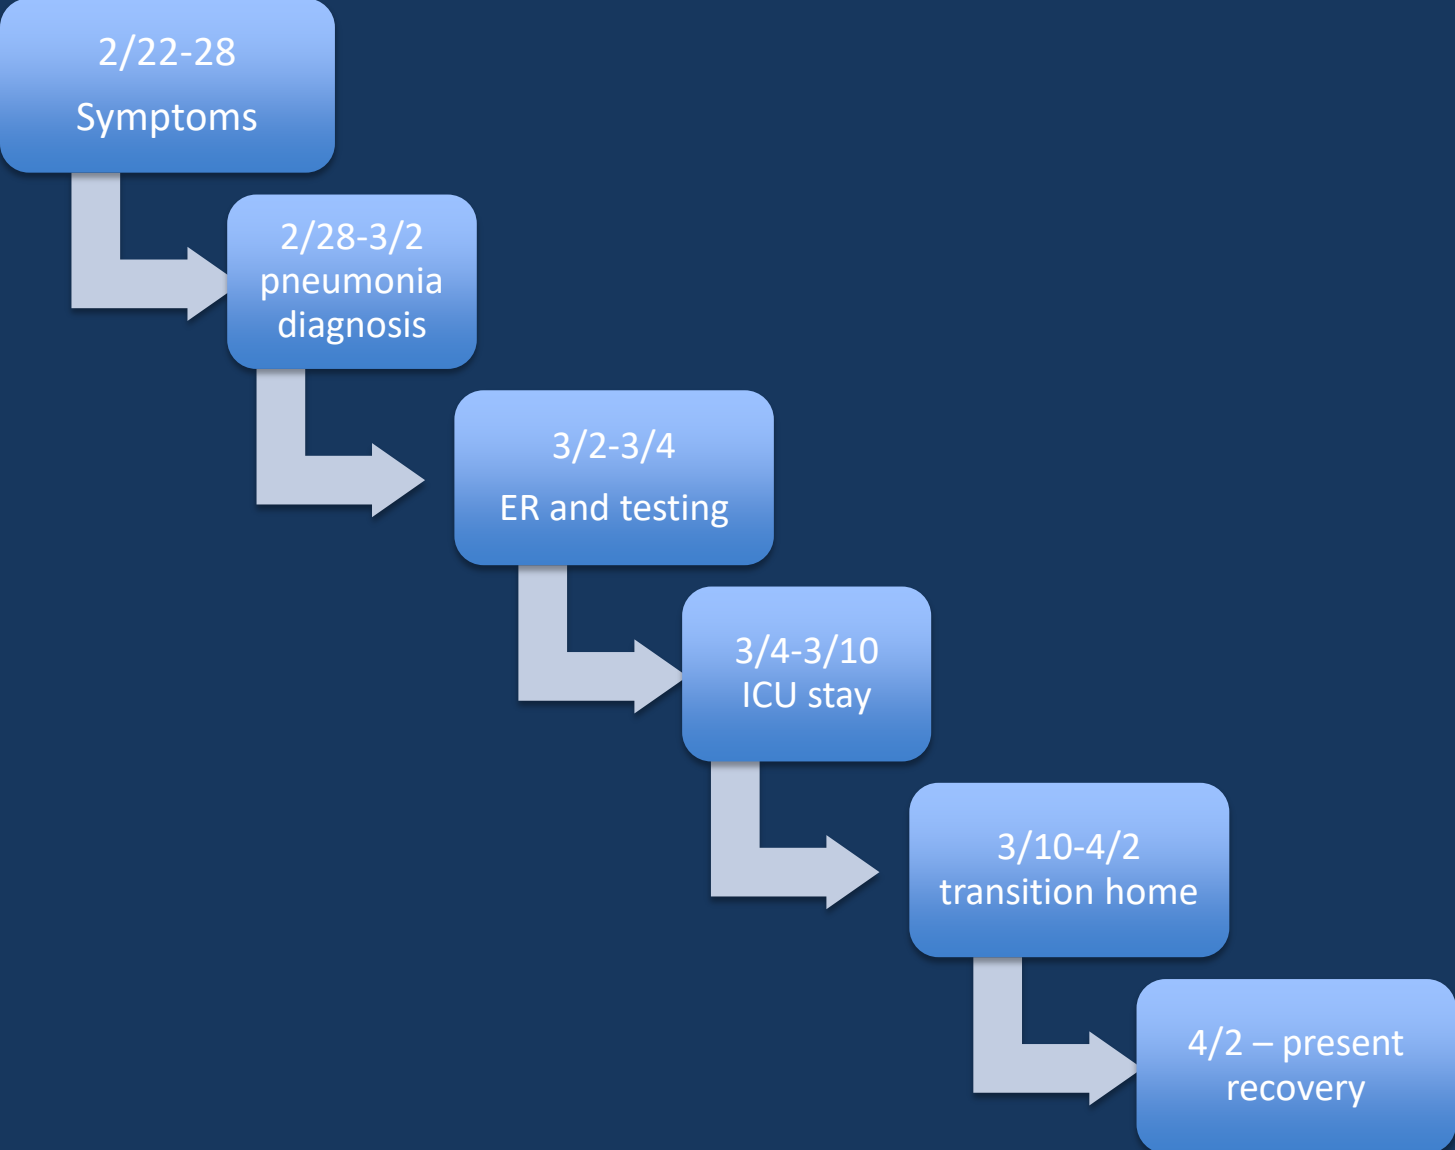 2/22-28
Symptoms
2/28-3/2
pneumonia
diagnosis
3/2-3/4
ER and testing
3/4-3/10
ICU stay
3/10-4/2
transition home
4/2 – present
recovery